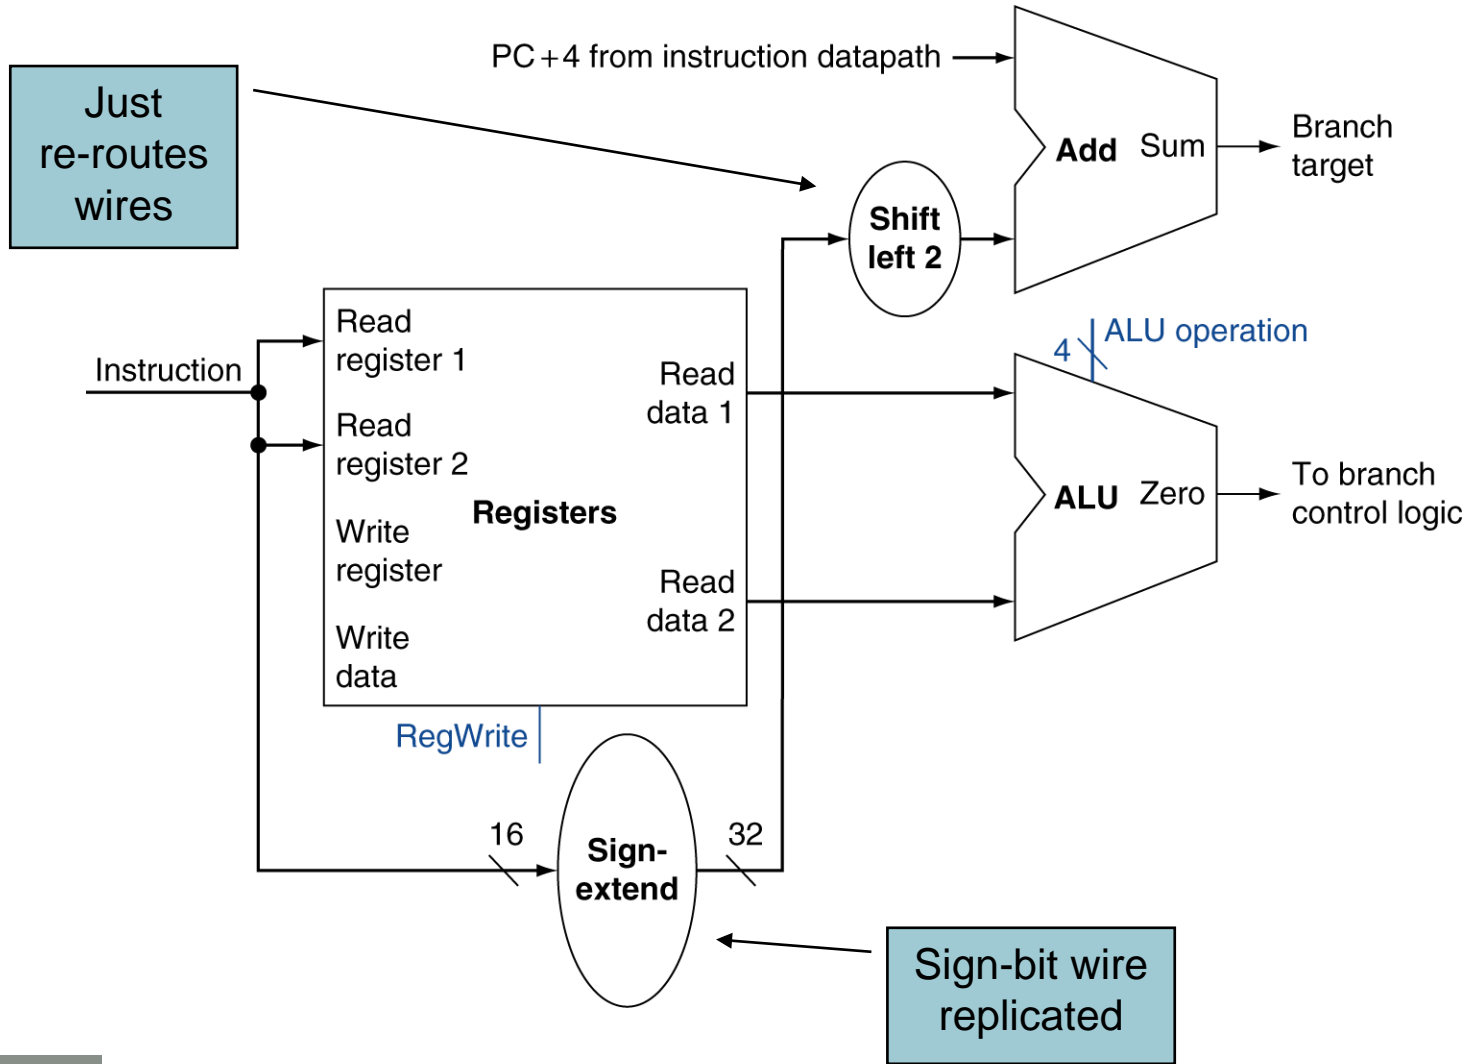 PC+4 from instruction datapath
Just
re-routes
wires
Add Sum
Branch
target
Shift
left 2
Instruction
Read
register 1
Read
data 1
Read
register 2
Registers
Write
register
Read
data 2
Write
data
RegWrite
4
ALU operation
ALU Zero
To branch
control logic
16
Sign-
extend
32
Sign-bit wire
replicated